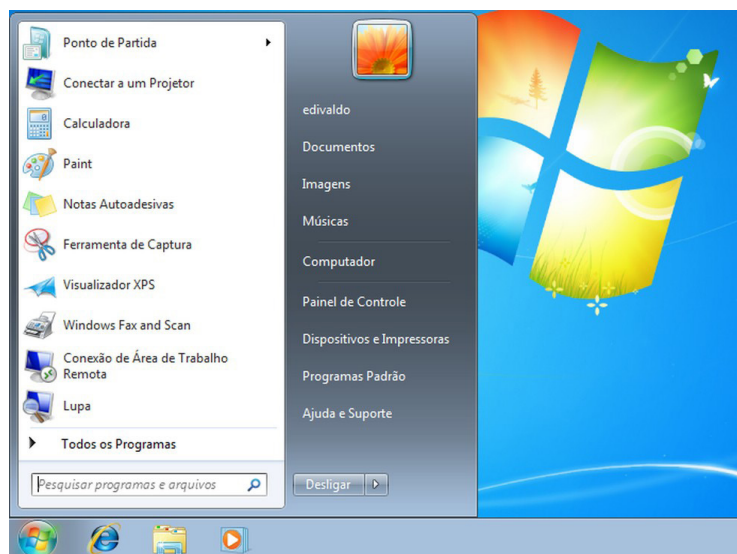 Ponto de Partida
Conectar a um Projetor
Calculadora
Paint
Notas Autoadesivas
Ferramenta de Captura
Visualizador XPS
Windows Fax and Scan
Conexão de Área de Trabalho
Remota
Lupa
Todos os Programas
Pesquisar programas e arquivos
edivaldo
Documentos
Imagens
Músicas
Computador
Painel de Controle
Dispositivos e Impressoras
Programas Padrão
Ajuda e Suporte
Desligar